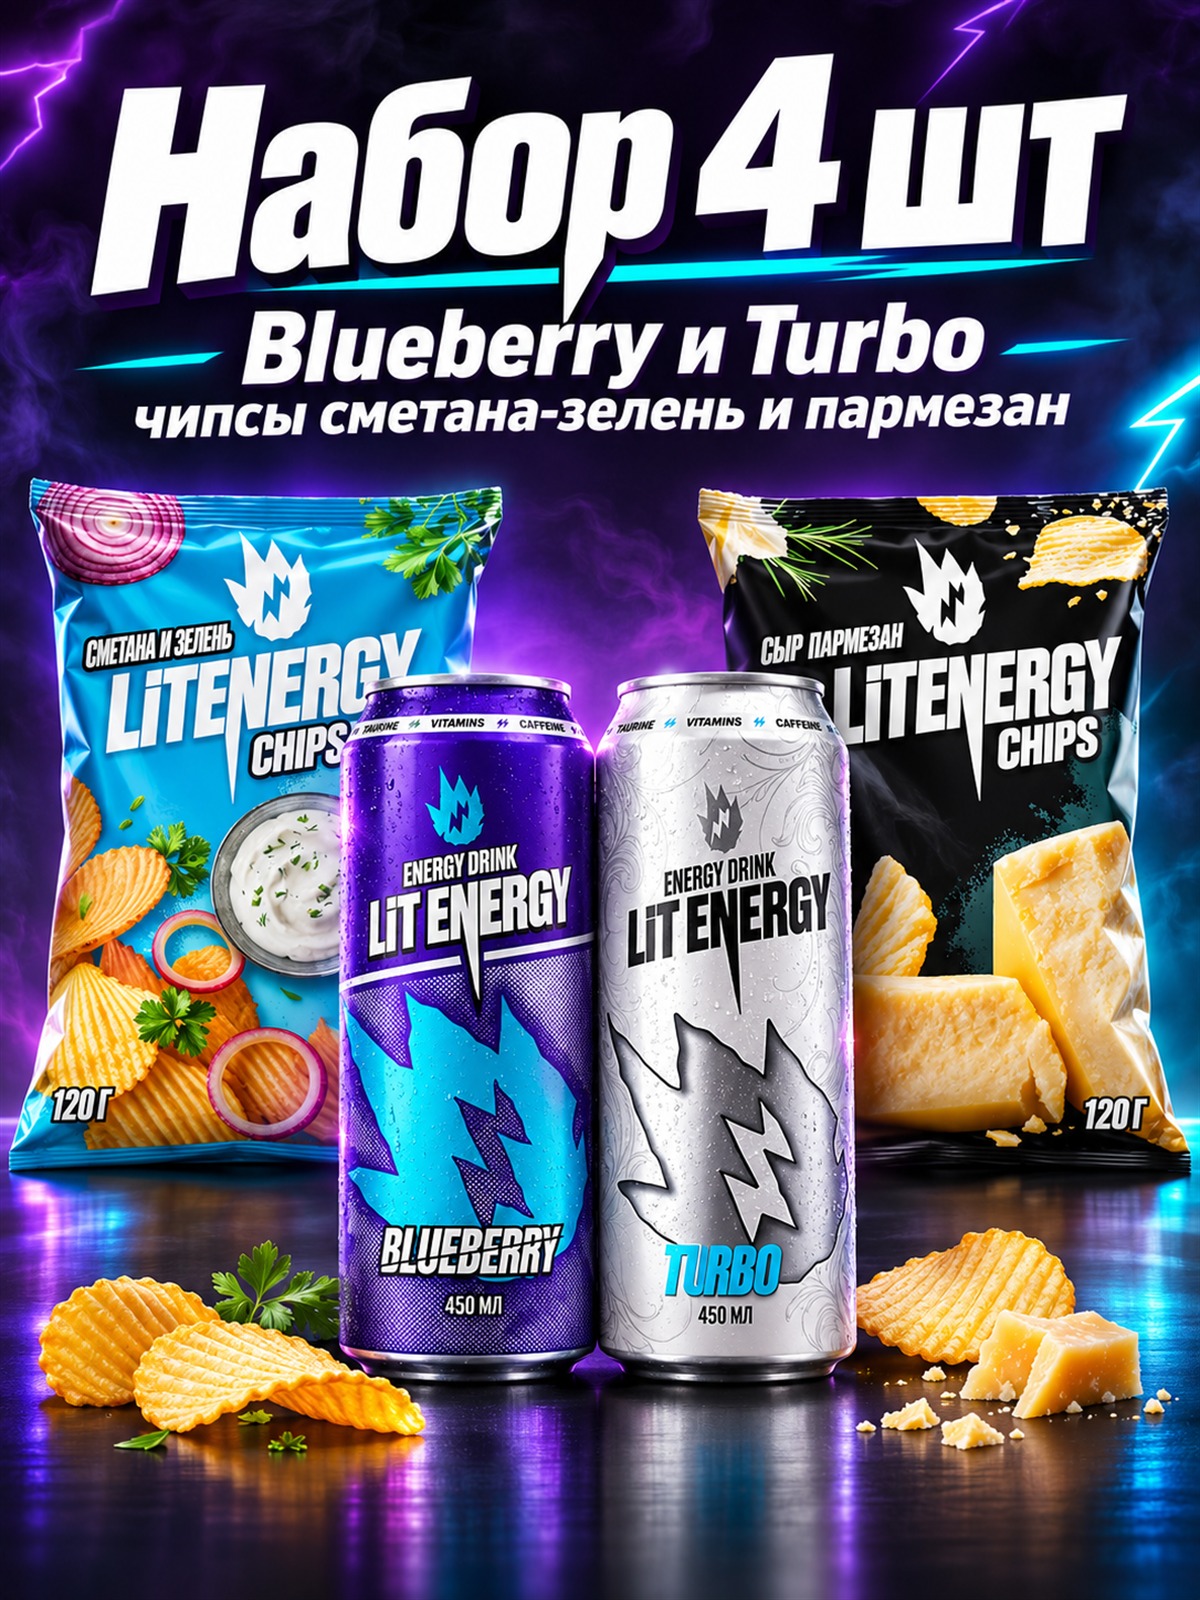 Набор 4 шт
Blueberry и Turbo
чипсы сметана-зелень и пармезан
СМЕТАНА И ЗЕЛЕНЬ
LiTENERGY
CHIPS
120 Г
СЫР ПАРМЕЗАН
LiTENERGY
CHIPS
120 Г
TAURINE VITAMINS CAFFEINE
ENERGY DRINK
LiT ENERGY
BLUEBERRY
450 МЛ
TAURINE VITAMINS CAFFEINE
ENERGY DRINK
LiT ENERGY
TURBO
450 МЛ